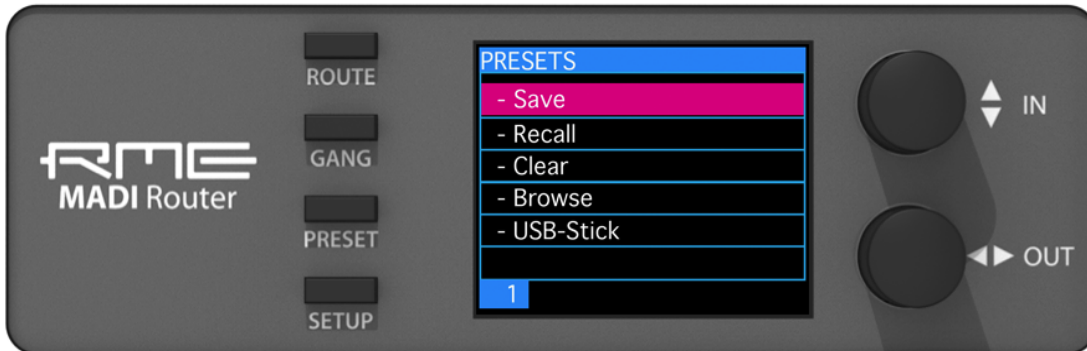 RME
MADI Router
ROUTE
GANG
PRESET
SETUP
PRESETS
- Save
- Recall
- Clear
- Browse
- USB-Stick
1
IN
OUT